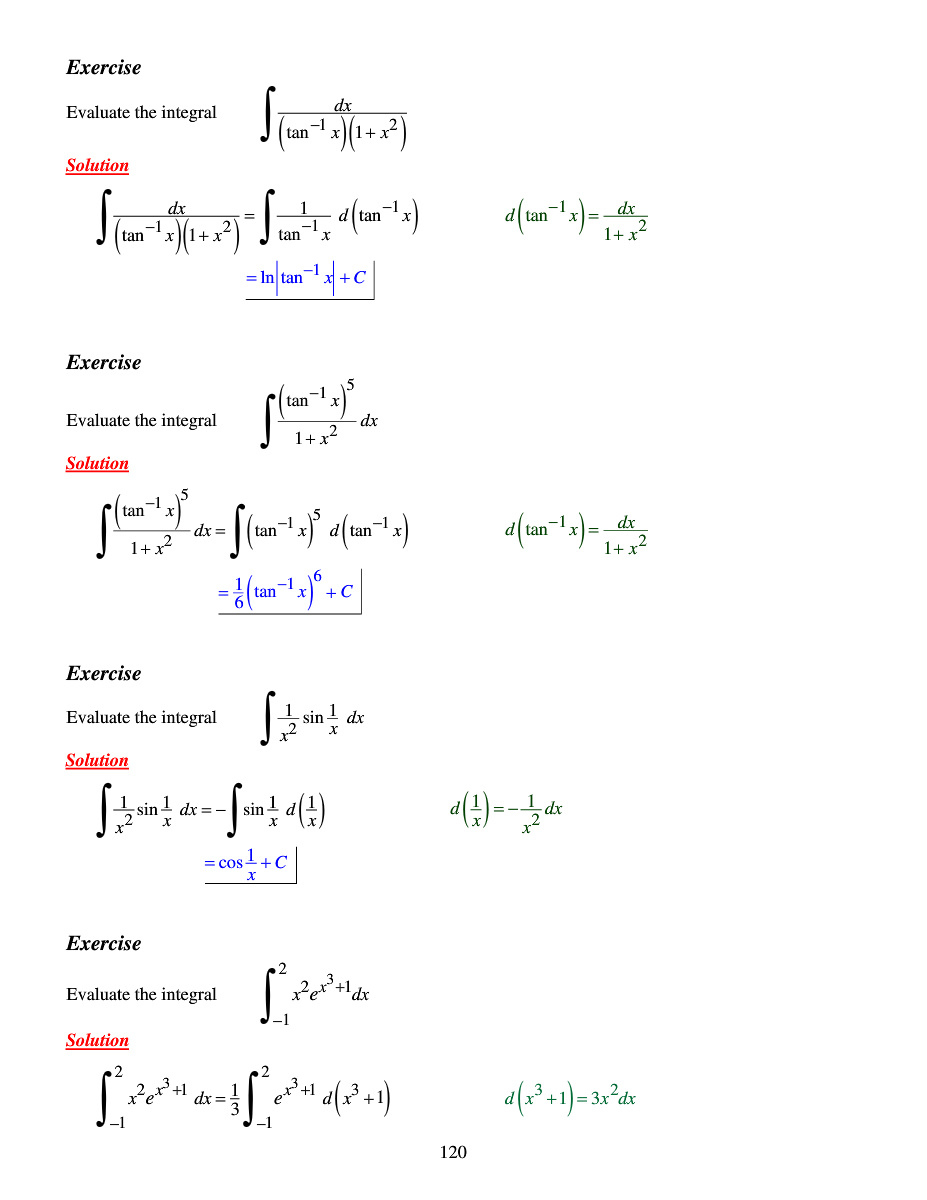 Exercise
Evaluate the integral ∫ dx / ((tan⁻¹ x)(1 + x²))
Solution
∫ dx / ((tan⁻¹ x)(1 + x²)) = ∫ 1 / (tan⁻¹ x) d(tan⁻¹ x) d(tan⁻¹ x) = dx / (1 + x²)
= ln|tan⁻¹ x| + C
Exercise
Evaluate the integral ∫ (tan⁻¹ x)⁵ / (1 + x²) dx
Solution
∫ (tan⁻¹ x)⁵ / (1 + x²) dx = ∫ (tan⁻¹ x)⁵ d(tan⁻¹ x) d(tan⁻¹ x) = dx / (1 + x²)
= 1/6 (tan⁻¹ x)⁶ + C
Exercise
Evaluate the integral ∫ 1/x² sin 1/x dx
Solution
∫ 1/x² sin 1/x dx = −∫ sin 1/x d(1/x) d(1/x) = −1/x² dx
= cos 1/x + C
Exercise
Evaluate the integral ∫₋₁² x² e^(x³+1) dx
Solution
∫₋₁² x² e^(x³+1) dx = 1/3 ∫₋₁² e^(x³+1) d(x³ + 1) d(x³ + 1) = 3x² dx
120